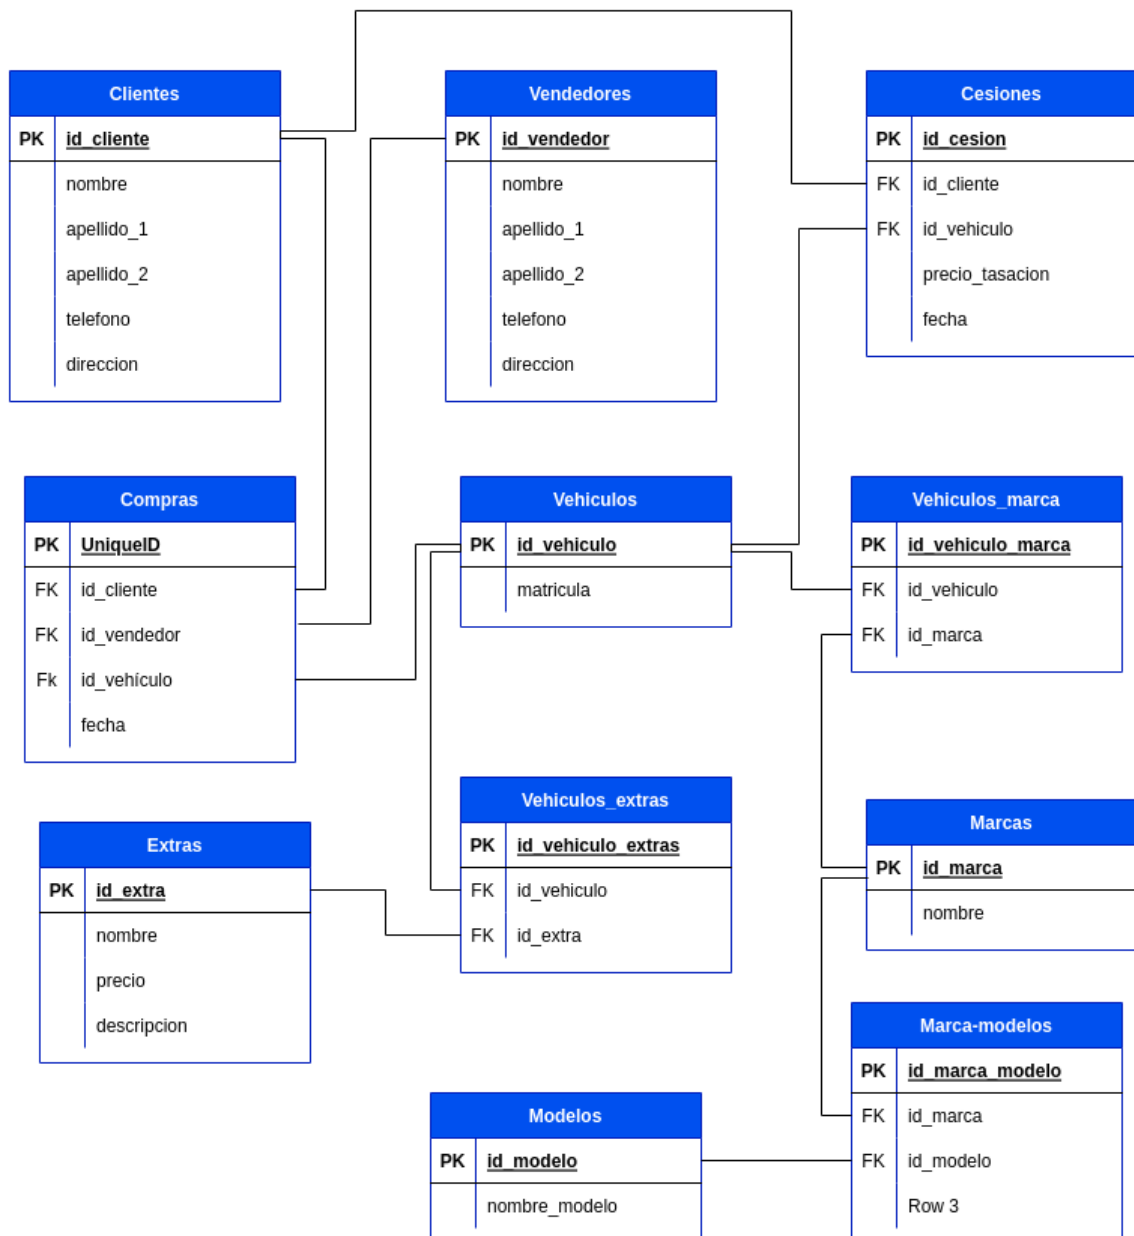 Clientes
PK id_cliente
nombre
apellido_1
apellido_2
telefono
direccion
Vendedores
PK id_vendedor
nombre
apellido_1
apellido_2
telefono
direccion
Cesiones
PK id_cesion
FK id_cliente
FK id_vehiculo
precio_tasacion
fecha
Compras
PK UniqueID
FK id_cliente
FK id_vendedor
Fk id_vehículo
fecha
Vehiculos
PK id_vehiculo
matricula
Vehiculos_marca
PK id_vehiculo_marca
FK id_vehiculo
FK id_marca
Extras
PK id_extra
nombre
precio
descripcion
Vehiculos_extras
PK id_vehiculo_extras
FK id_vehiculo
FK id_extra
Marcas
PK id_marca
nombre
Modelos
PK id_modelo
nombre_modelo
Marca-modelos
PK id_marca_modelo
FK id_marca
FK id_modelo
Row 3